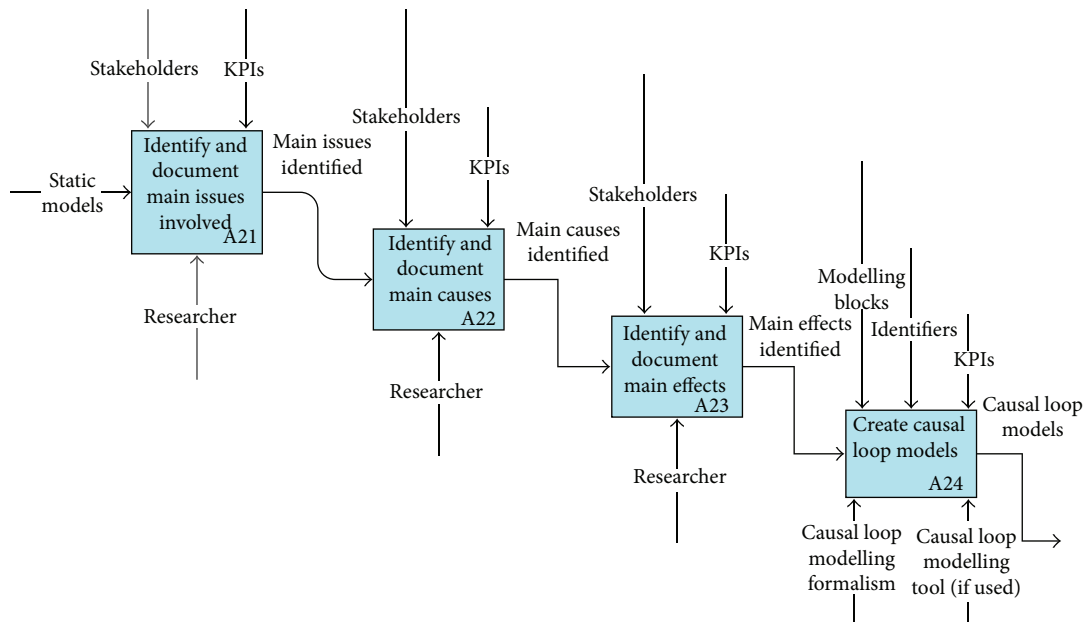 Stakeholders
KPIs
Static
models
Identify and
document
main issues
involved
A21
Researcher
Main issues
identified
Stakeholders
KPIs
Identify and
document
main causes
A22
Researcher
Main causes
identified
Stakeholders
KPIs
Identify and
document
main effects
A23
Researcher
Main effects
identified
Modelling
blocks
Identifiers
KPIs
Create causal
loop models
A24
Causal loop
models
Causal loop
modelling
formalism
Causal loop
modelling
tool (if used)